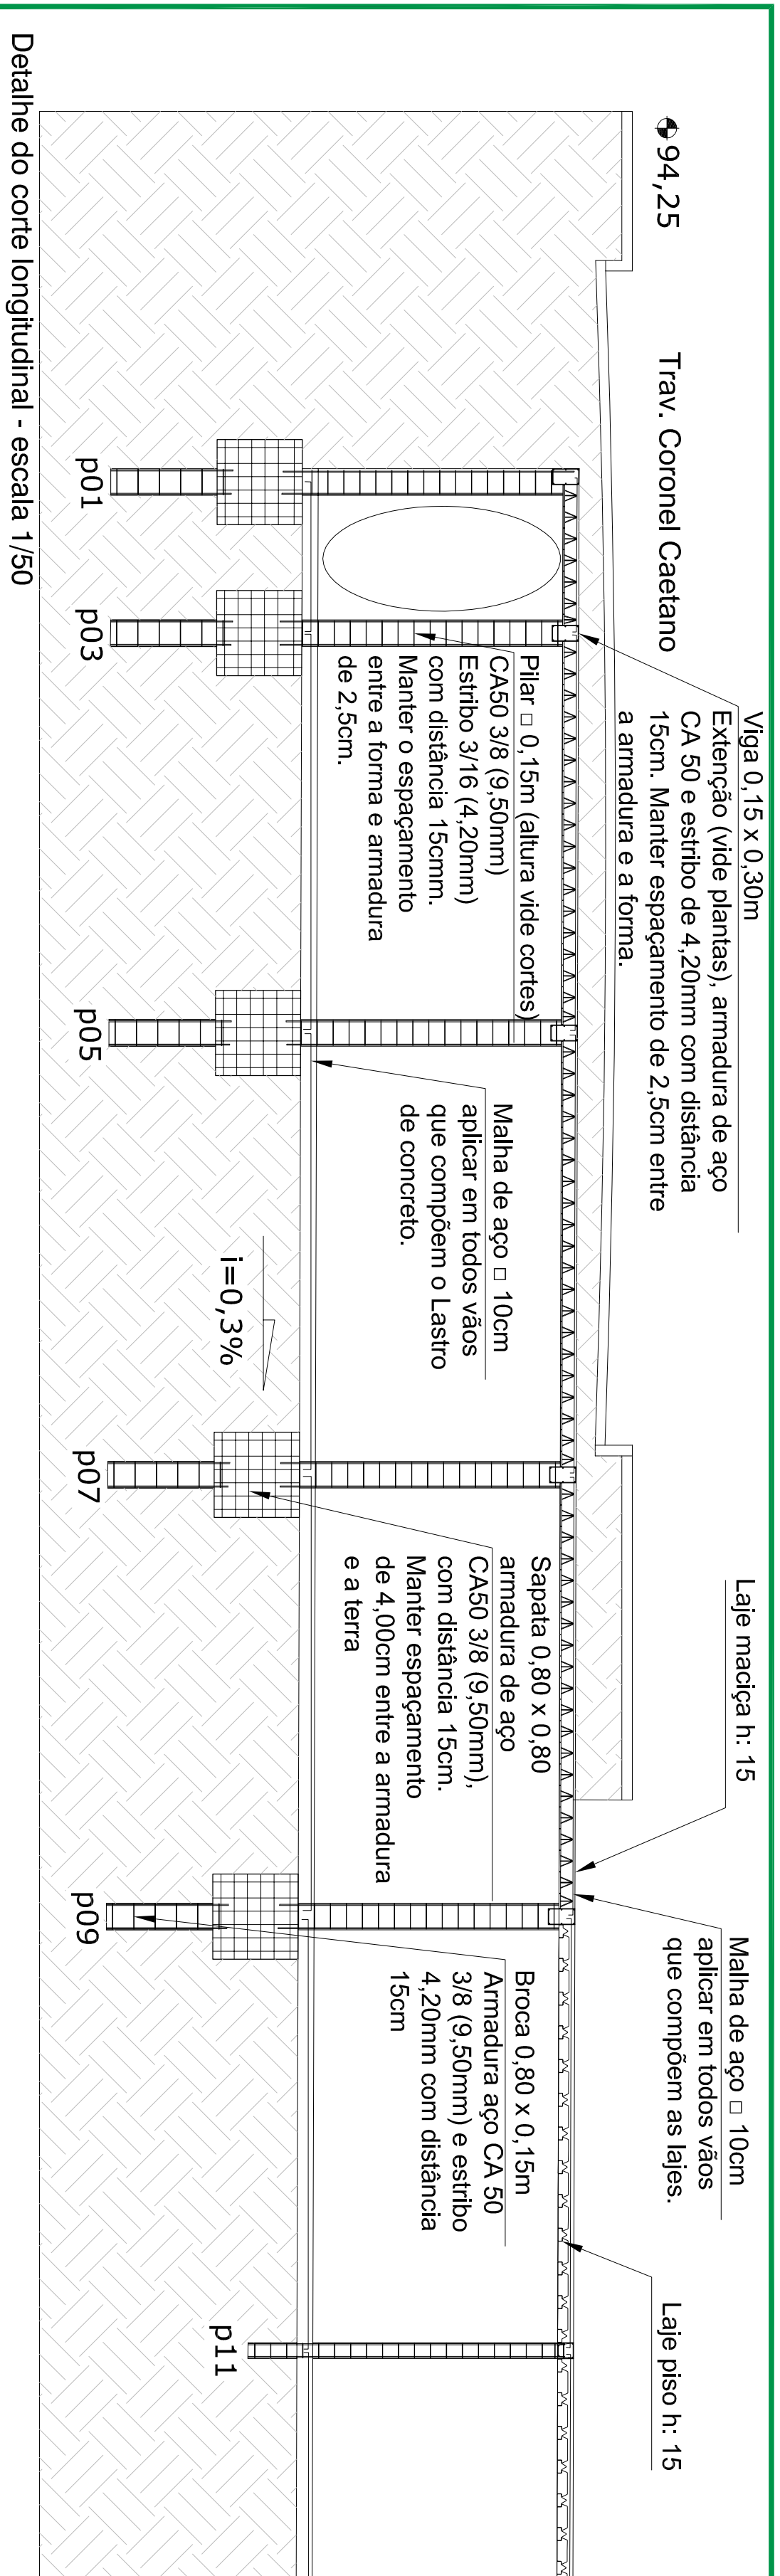 94,25
Trav. Coronel Caetano
Viga 0,15 x 0,30m
Extenção (vide plantas), armadura de aço
CA 50 e estribo de 4,20mm com distância
15cm. Manter espaçamento de 2,5cm entre
a armadura e a forma.
Laje maciça h: 15
Malha de aço □ 10cm
aplicar em todos vãos
que compõem as lajes.
Laje piso h: 15
Pilar □ 0,15m (altura vide cortes)
CA50 3/8 (9,50mm)
Estribo 3/16 (4,20mm)
com distância 15cmm.
Manter o espaçamento
entre a forma e armadura
de 2,5cm.
Malha de aço □ 10cm
aplicar em todos vãos
que compõem o Lastro
de concreto.
Sapata 0,80 x 0,80
armadura de aço
CA50 3/8 (9,50mm),
com distância 15cm.
Manter espaçamento
de 4,00cm entre a armadura
e a terra
Broca 0,80 x 0,15m
Armadura aço CA 50
3/8 (9,50mm) e estribo
4,20mm com distância
15cm
i=0,3%
p01
p03
p05
p07
p09
p11
Detalhe do corte longitudinal - escala 1/50